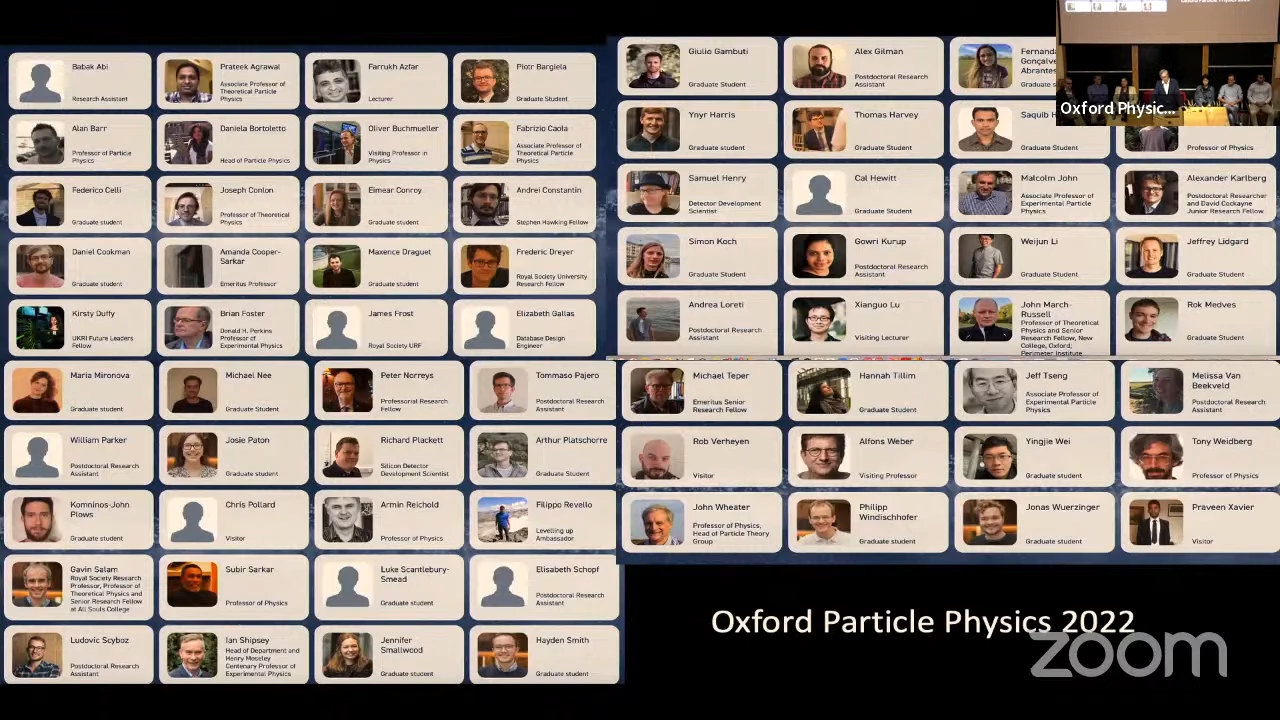 Babak Abi
Research Assistant
Prateek Agrawal
Associate Professor of
Theoretical Particle
Physics
Farrukh Azfar
Lecturer
Piotr Bargiela
Graduate Student
Alan Barr
Professor of Particle
Physics
Daniela Bortoletto
Head of Particle Physics
Oliver Buchmueller
Visiting Professor in
Physics
Fabrizio Caola
Associate Professor of
Theoretical Particle
Physics
Federico Celli
Graduate student
Joseph Conlon
Professor of Theoretical
Physics
Eimear Conroy
Graduate student
Andrei Constantin
Stephen Hawking Fellow
Daniel Cookman
Graduate student
Amanda Cooper-
Sarkar
Emeritus Professor
Maxence Draguet
Graduate student
Frederic Dreyer
Royal Society University
Research Fellow
Kirsty Duffy
UKRI Future Leaders
Fellow
Brian Foster
Donald H. Perkins
Professor of
Experimental Physics
James Frost
Royal Society URF
Elizabeth Gallas
Database Design
Engineer
Giulio Gambuti
Graduate Student
Alex Gilman
Postdoctoral Research
Assistant
Gonçalve
Abrantes
Graduate s
Oxford Physic...
Ynyr Harris
Graduate student
Thomas Harvey
Graduate Student
Saquib H
Graduate Student
Professor of Physics
Samuel Henry
Detector Development
Scientist
Cal Hewitt
Graduate Student
Malcolm John
Associate Professor of
Experimental Particle
Physics
Alexander Karlberg
Postdoctoral Researcher
and David Cockayne
Junior Research Fellow
Simon Koch
Graduate Student
Gowri Kurup
Postdoctoral Research
Assistant
Weijun Li
Graduate Student
Jeffrey Lidgard
Graduate Student
Andrea Loreti
Postdoctoral Research
Assistant
Xianguo Lu
Visiting Lecturer
John March-
Russell
Professor of Theoretical
Physics and Senior
Research Fellow, New
College, Oxford;
Perimeter Institute
Rok Medves
Graduate Student
Maria Mironova
Graduate student
Michael Nee
Graduate Student
Peter Norreys
Professorial Research
Fellow
Tommaso Pajero
Postdoctoral Research
Assistant
William Parker
Postdoctoral Research
Assistant
Josie Paton
Graduate student
Richard Plackett
Silicon Detector
Development Scientist
Arthur Platschorre
Graduate Student
Komninos-John
Plows
Graduate student
Chris Pollard
Visitor
Armin Reichold
Professor of Physics
Filippo Revello
Levelling up
Ambassador
Gavin Salam
Royal Society Research
Professor, Professor of
Theoretical Physics and
Senior Research Fellow
at All Souls College
Subir Sarkar
Professor of Physics
Luke Scantlebury-
Smead
Graduate student
Elisabeth Schopf
Postdoctoral Research
Assistant
Ludovic Scyboz
Postdoctoral Research
Assistant
Ian Shipsey
Head of Department and
Henry Moseley
Centenary Professor of
Experimental Physics
Jennifer
Smallwood
Graduate student
Hayden Smith
Graduate student
Michael Teper
Emeritus Senior
Research Fellow
Hannah Tillim
Graduate Student
Jeff Tseng
Associate Professor of
Experimental Particle
Physics
Melissa Van
Beekveld
Postdoctoral Research
Assistant
Rob Verheyen
Visitor
Alfons Weber
Visiting Professor
Yingjie Wei
Graduate student
Tony Weidberg
Professor of Physics
John Wheater
Professor of Physics,
Head of Particle Theory
Group
Philipp
Windischhofer
Graduate student
Jonas Wuerzinger
Graduate student
Praveen Xavier
Visitor
Oxford Particle Physics 2022
zoom